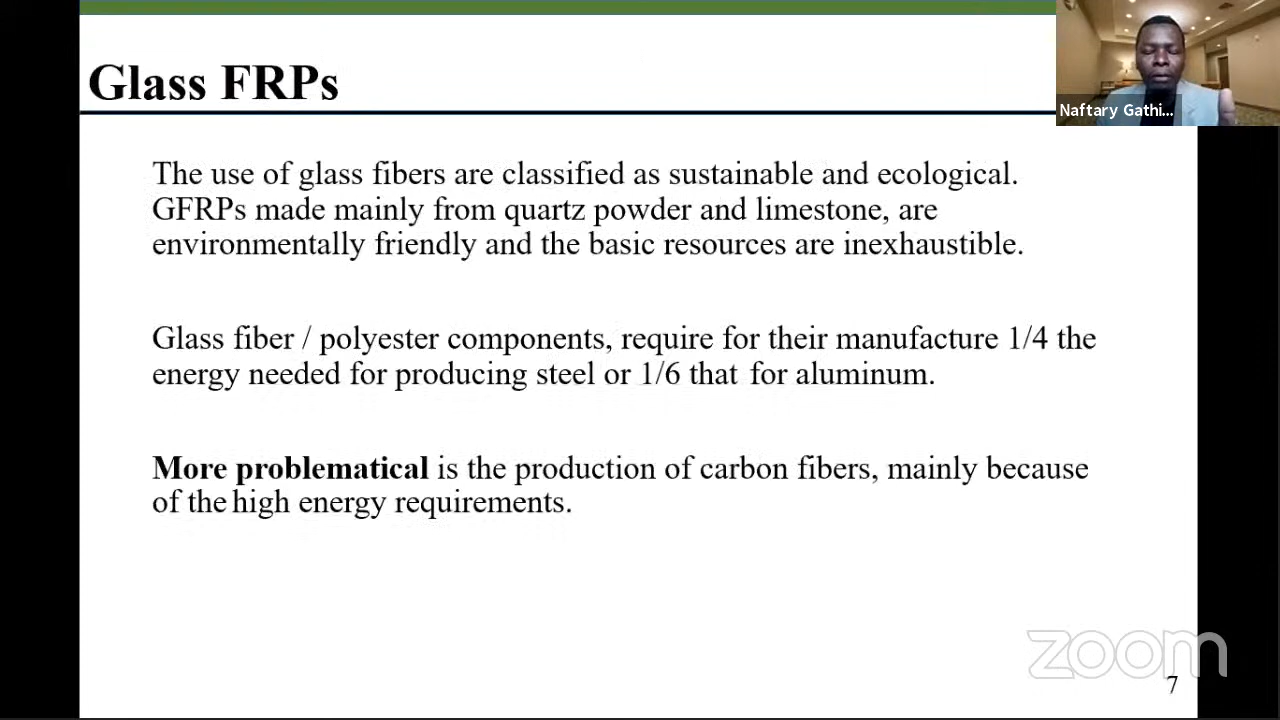 Glass FRPs
Naftary Gathi...
The use of glass fibers are classified as sustainable and ecological.
GFRPs made mainly from quartz powder and limestone, are
environmentally friendly and the basic resources are inexhaustible.
Glass fiber / polyester components, require for their manufacture 1/4 the
energy needed for producing steel or 1/6 that for aluminum.
More problematical is the production of carbon fibers, mainly because
of the high energy requirements.
zoom
7